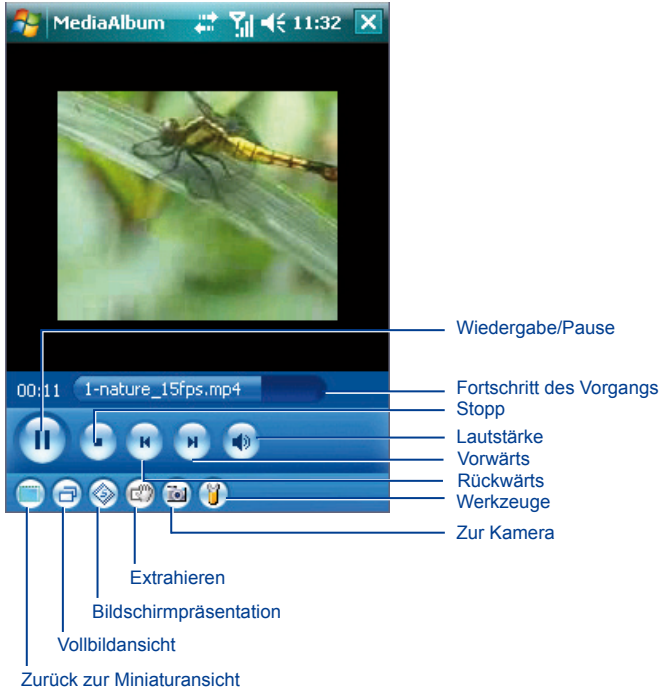 MediaAlbum 11:32
Wiedergabe/Pause
00:11 1-nature_15fps.mp4
Fortschritt des Vorgangs
Stopp
Lautstärke
Vorwärts
Rückwärts
Werkzeuge
Zur Kamera
Extrahieren
Bildschirmpräsentation
Vollbildansicht
Zurück zur Miniaturansicht